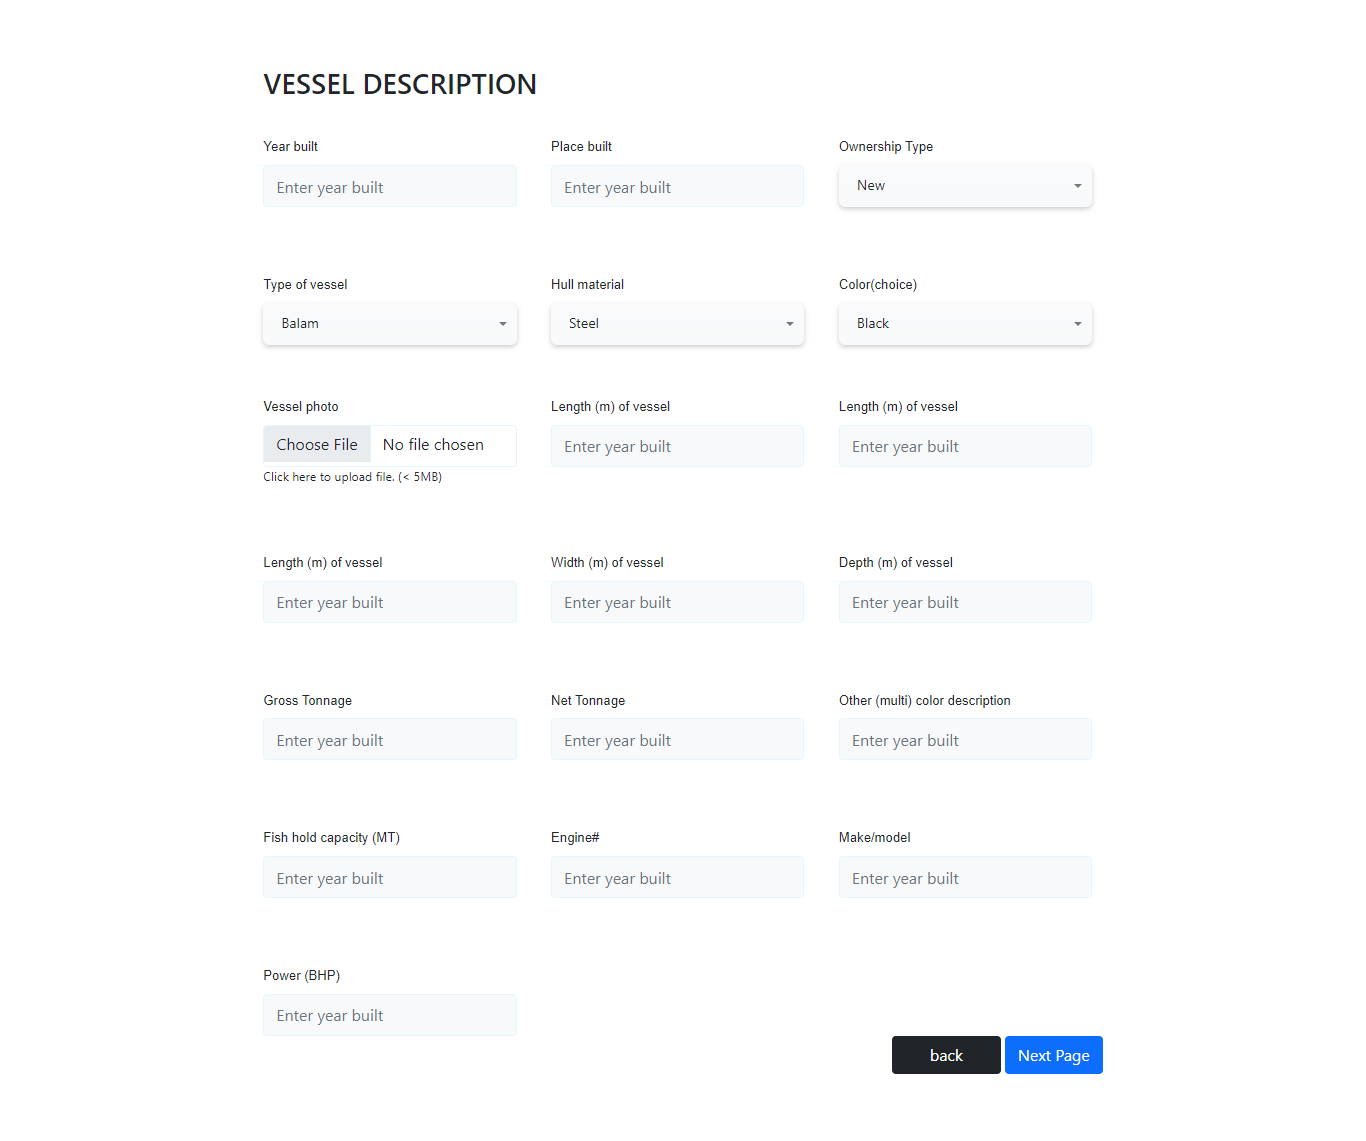 VESSEL DESCRIPTION
Year built
Place built
Ownership Type
Enter year built
Enter year built
New
Type of vessel
Hull material
Color(choice)
Balam
Steel
Black
Vessel photo
Length (m) of vessel
Length (m) of vessel
Choose File No file chosen
Enter year built
Enter year built
Click here to upload file. (< 5MB)
Length (m) of vessel
Width (m) of vessel
Depth (m) of vessel
Enter year built
Enter year built
Enter year built
Gross Tonnage
Net Tonnage
Other (multi) color description
Enter year built
Enter year built
Enter year built
Fish hold capacity (MT)
Engine#
Make/model
Enter year built
Enter year built
Enter year built
Power (BHP)
Enter year built
back
Next Page